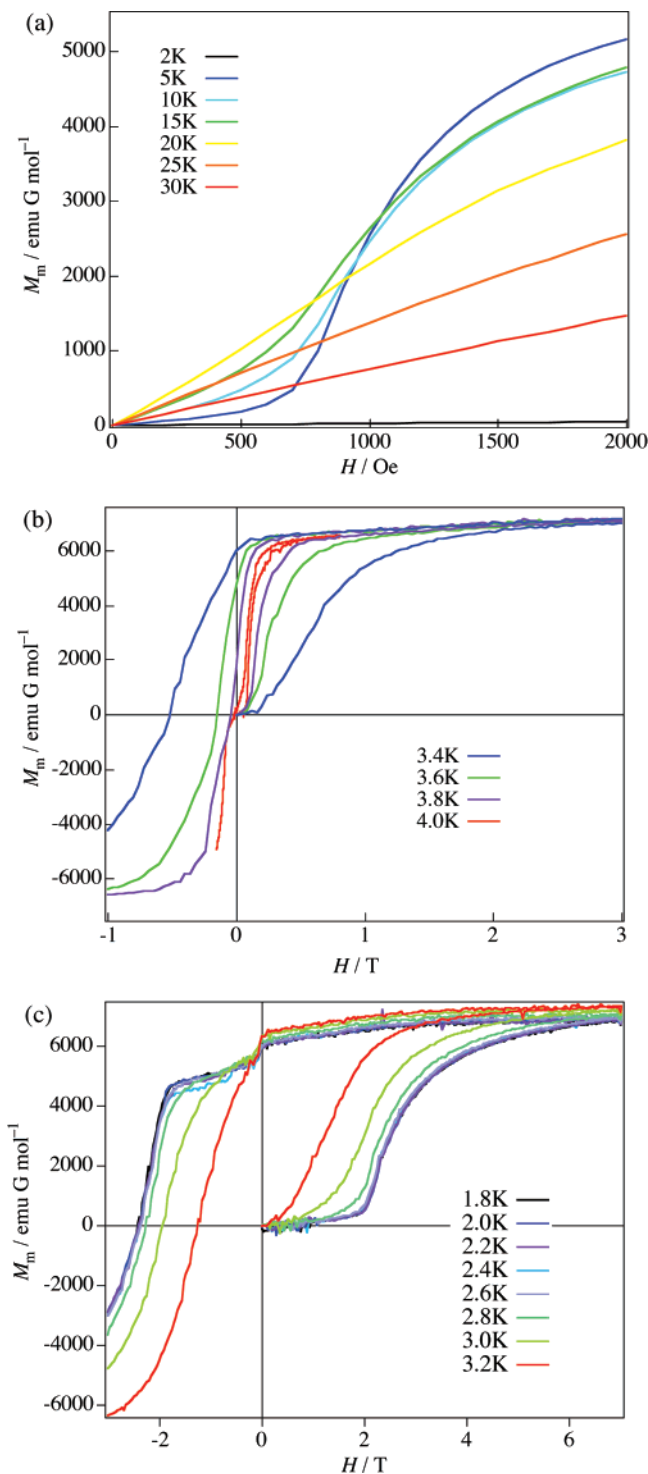 (a)
2K
5K
10K
15K
20K
25K
30K
5000
4000
3000
2000
1000
0
Mm / emu G mol−1
0 500 1000 1500 2000
H / Oe
(b)
6000
4000
2000
0
-2000
-4000
-6000
Mm / emu G mol−1
3.4K
3.6K
3.8K
4.0K
-1 0 1 2 3
H / T
(c)
6000
4000
2000
0
-2000
-4000
-6000
Mm / emu G mol−1
1.8K
2.0K
2.2K
2.4K
2.6K
2.8K
3.0K
3.2K
-2 0 2 4 6
H / T